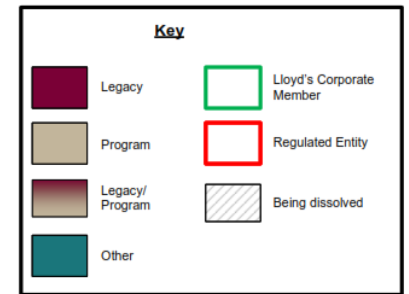 Key
Legacy
Lloyd's Corporate
Member
Program
Regulated Entity
Legacy/
Program
Being dissolved
Other